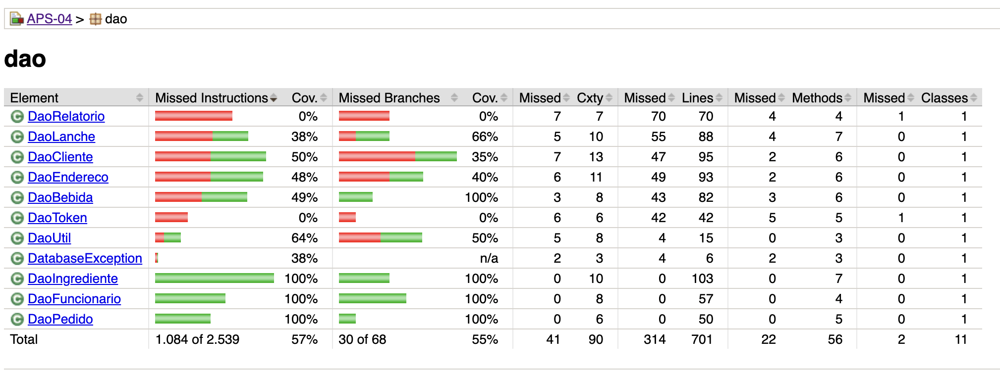 APS-04 > dao
dao
Element Missed Instructions Cov. Missed Branches Cov. Missed Cxty Missed Lines Missed Methods Missed Classes
DaoRelatorio 0% 0% 7 7 70 70 4 4 1 1
DaoLanche 38% 66% 5 10 55 88 4 7 0 1
DaoCliente 50% 35% 7 13 47 95 2 6 0 1
DaoEndereco 48% 40% 6 11 49 93 2 6 0 1
DaoBebida 49% 100% 3 8 43 82 3 6 0 1
DaoToken 0% 0% 6 6 42 42 5 5 1 1
DaoUtil 64% 50% 5 8 4 15 0 3 0 1
DatabaseException 38% n/a 2 3 4 6 2 3 0 1
DaoIngrediente 100% 100% 0 10 0 103 0 7 0 1
DaoFuncionario 100% 100% 0 8 0 57 0 4 0 1
DaoPedido 100% 100% 0 6 0 50 0 5 0 1
Total 1.084 of 2.539 57% 30 of 68 55% 41 90 314 701 22 56 2 11